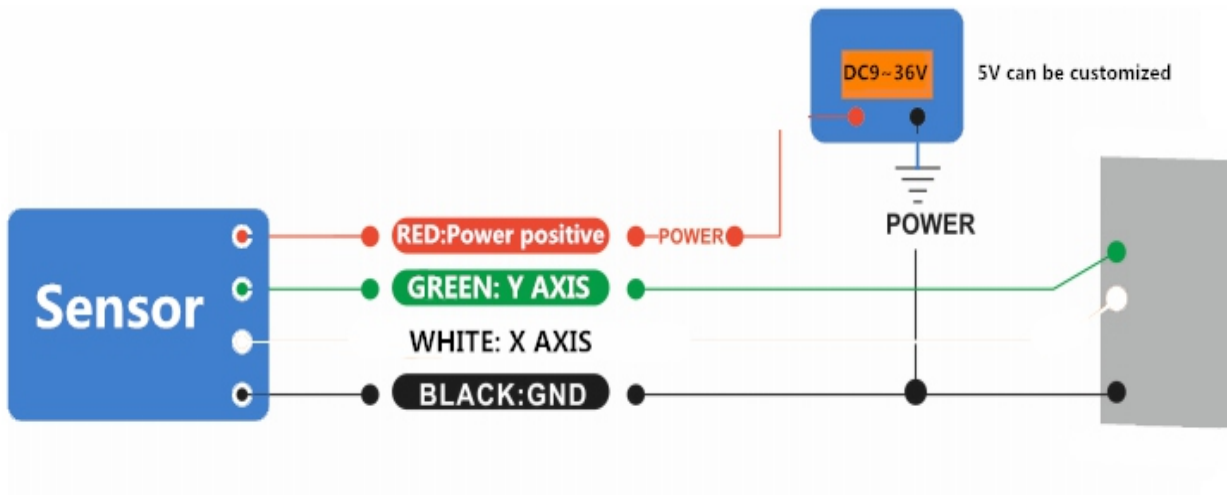 DC9~36V
5V can be customized
POWER
Sensor
RED:Power positive
POWER
GREEN: Y AXIS
WHITE: X AXIS
BLACK:GND